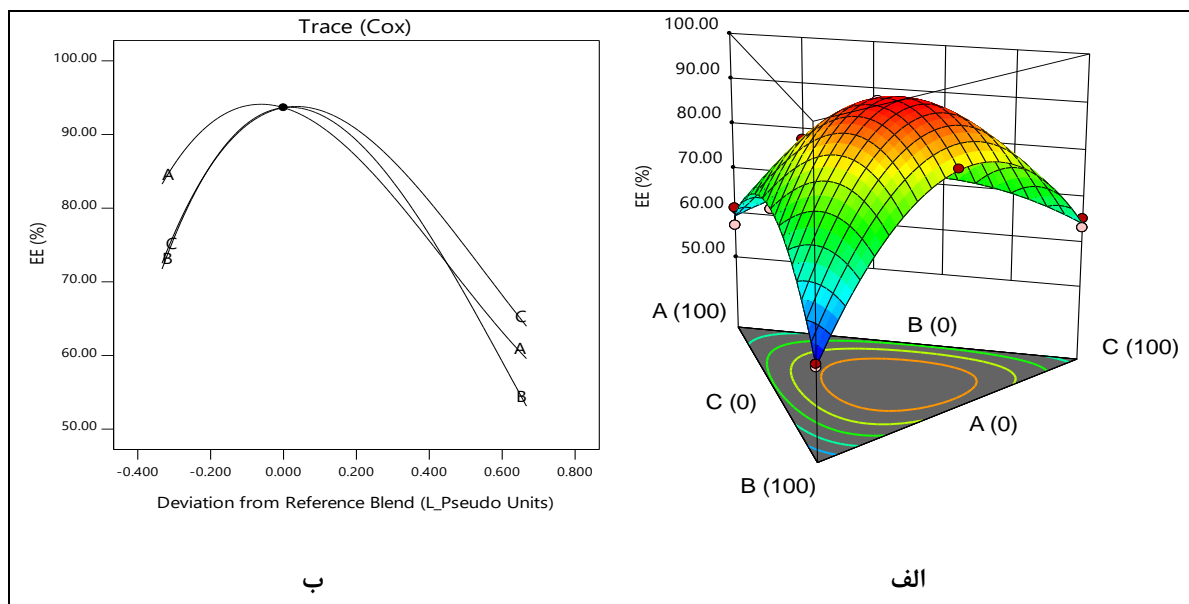 Trace (Cox)
EE (%)
100.00
90.00
80.00
70.00
60.00
50.00
A
C
B
C
A
B
-0.400
-0.200
0.000
0.200
0.400
0.600
0.800
Deviation from Reference Blend (L_Pseudo Units)
ب
EE (%)
100.00
90.00
80.00
70.00
60.00
50.00
A (100)
B (0)
C (100)
C (0)
A (0)
B (100)
الف